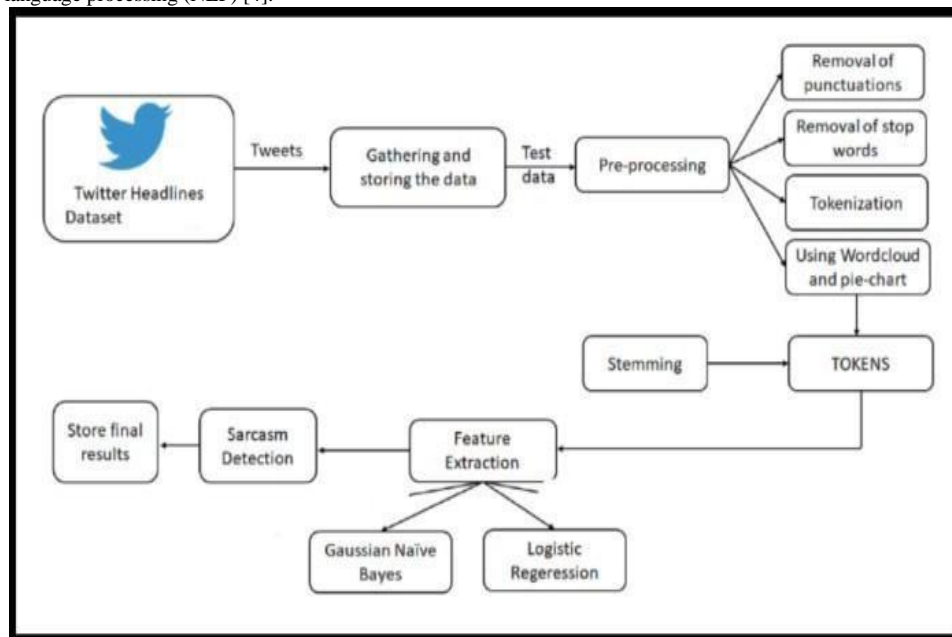 Removal of
punctuations
Tweets
Gathering and
storing the data
Test
data
Pre-processing
Removal of stop
words
Twitter Headlines
Dataset
Tokenization
Using Wordcloud
and pie-chart
Stemming
TOKENS
Store final
results
Sarcasm
Detection
Feature
Extraction
Gaussian Naïve
Bayes
Logistic
Regeression